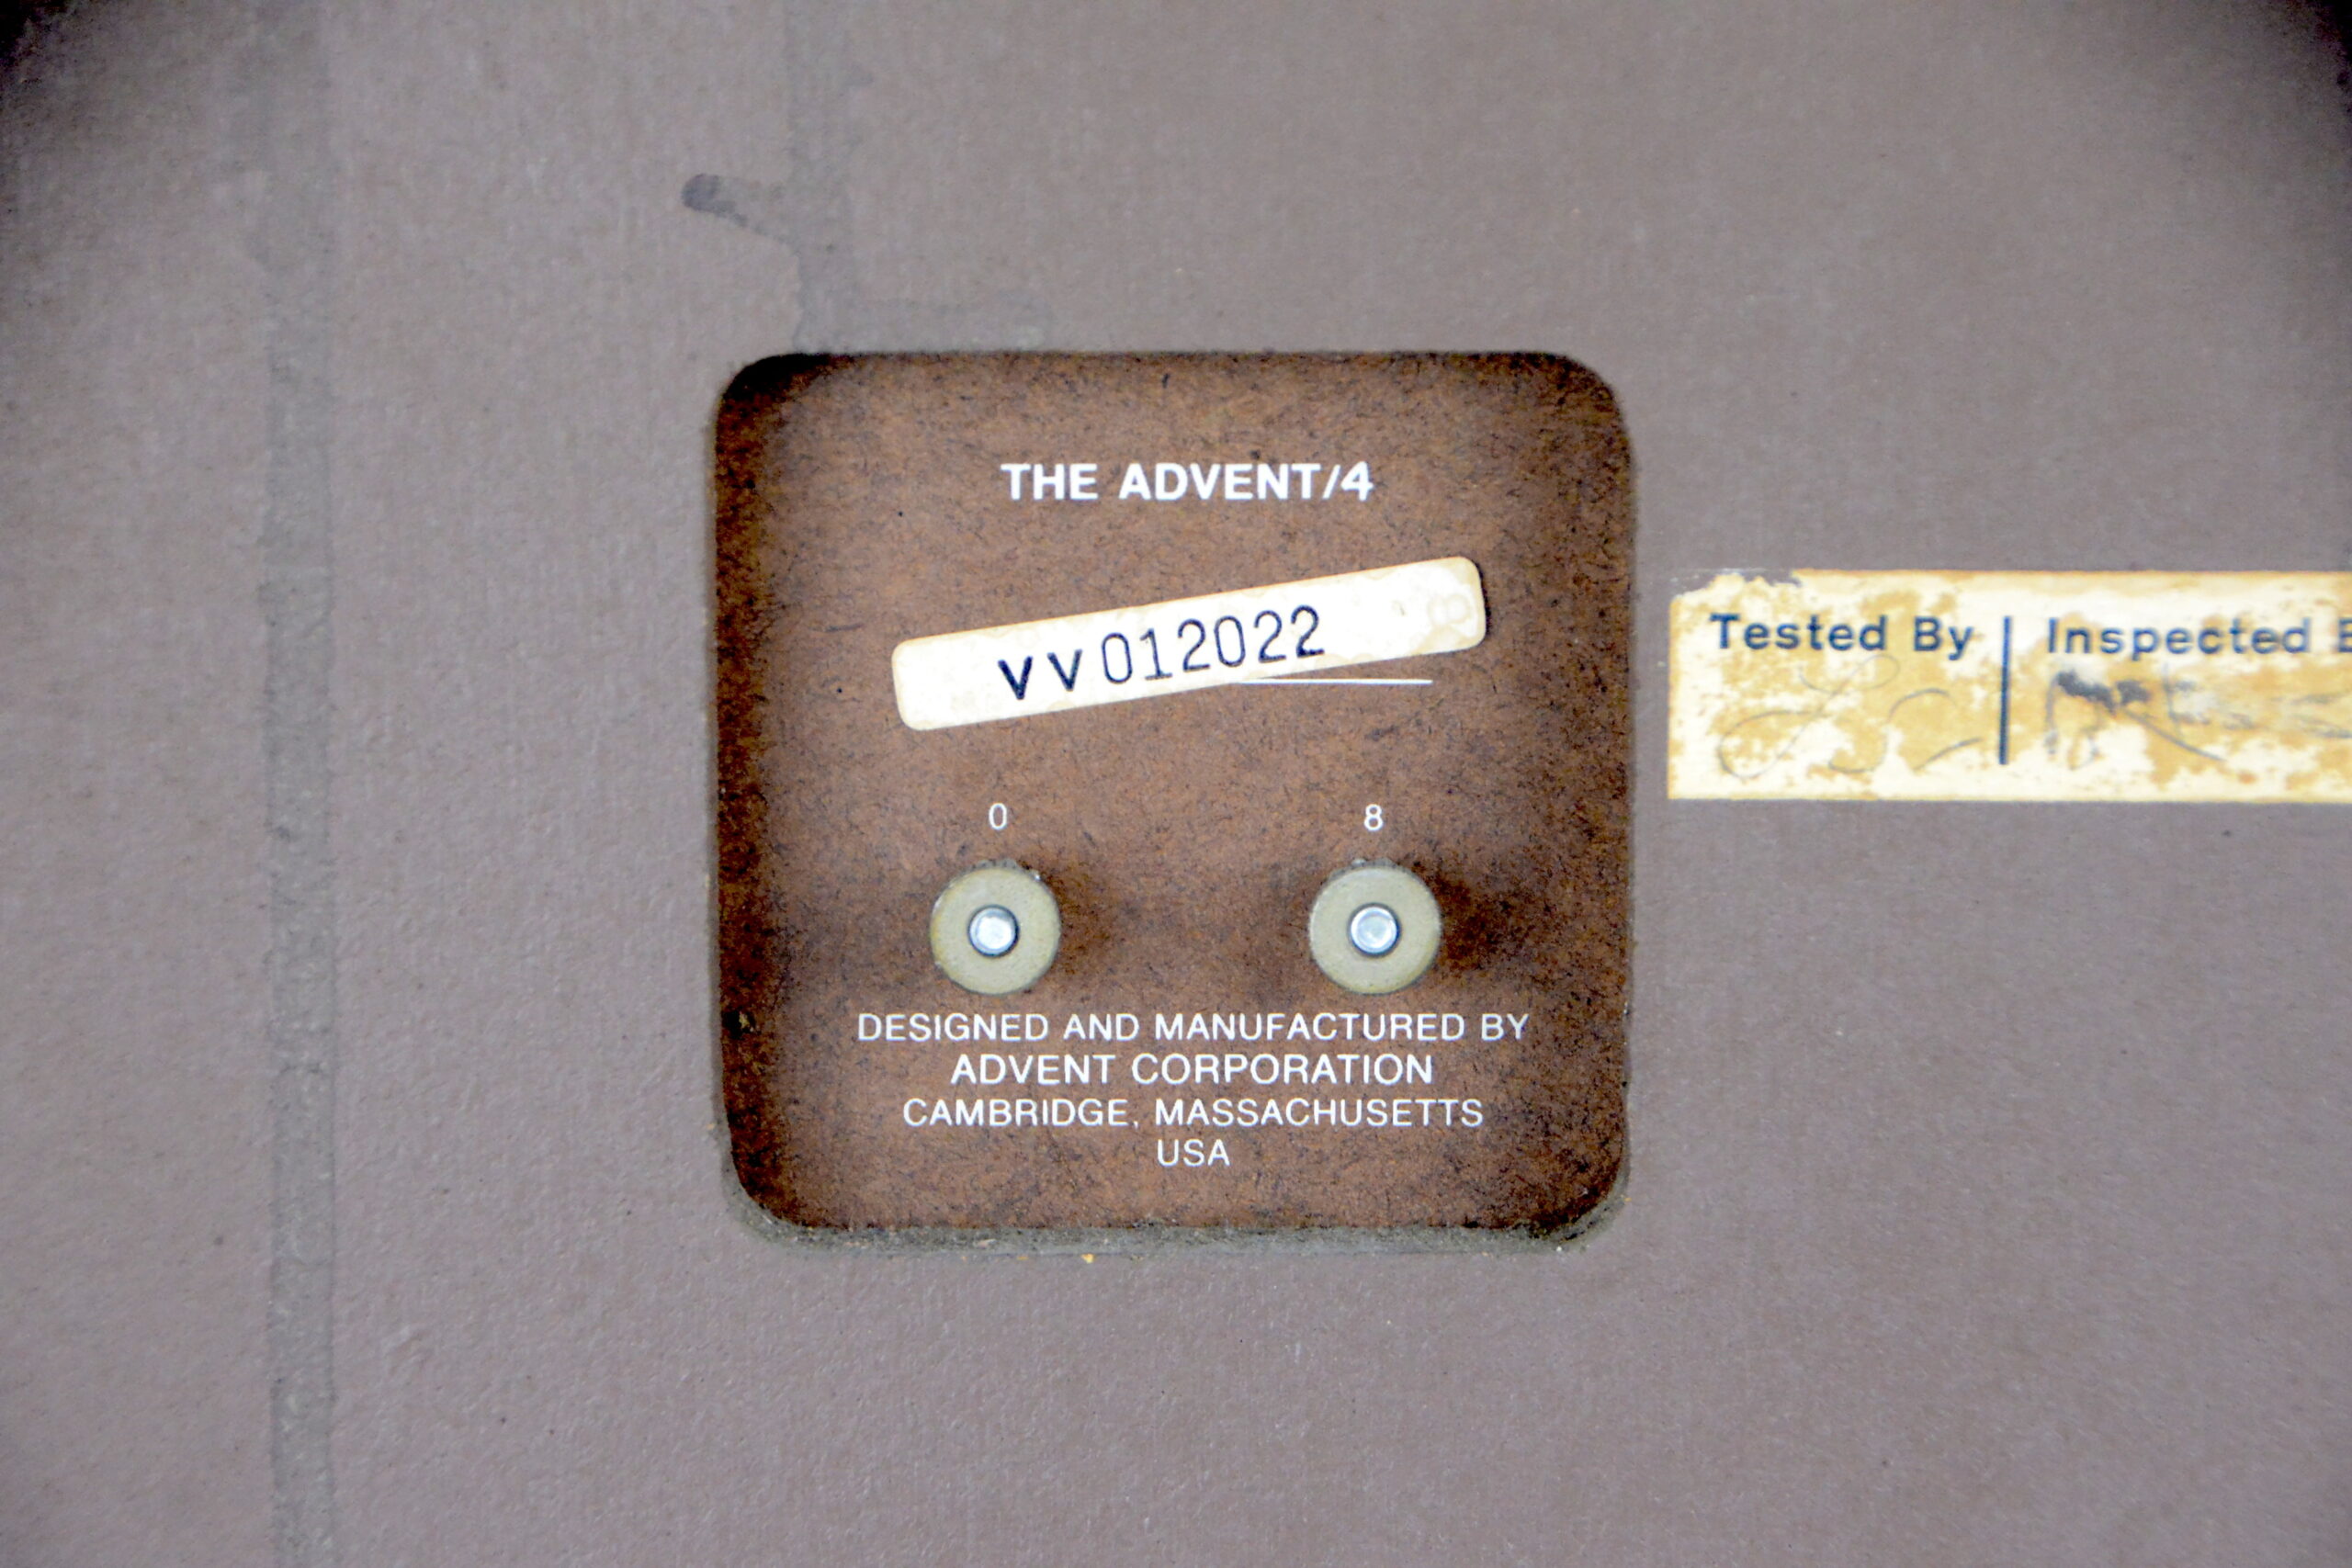 THE ADVENT/4
VV012022
0 8
DESIGNED AND MANUFACTURED BY
ADVENT CORPORATION
CAMBRIDGE, MASSACHUSETTS
USA
Tested By | Inspected